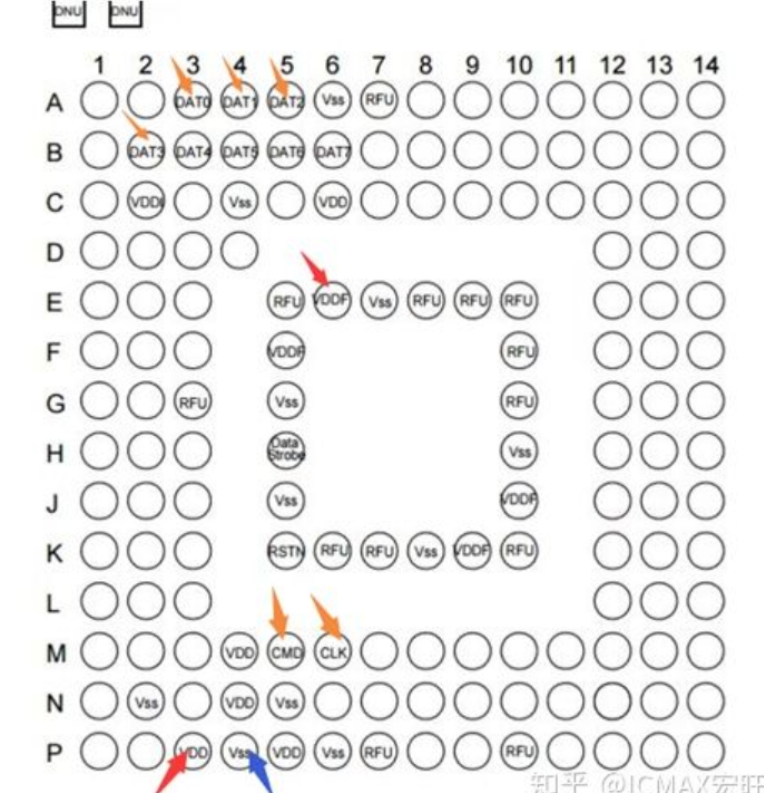 DNU DNU
1 2 3 4 5 6 7 8 9 10 11 12 13 14
A DAT0 DAT1 DAT2 Vss RFU
B DAT3 DAT4 DAT5 DAT6 DAT7
C VDDi Vss VDD
D
E RFU VDDF Vss RFU RFU RFU
F VDDF RFU
G RFU Vss RFU
H Data Strobe Vss
J Vss VDDF
K RSTN RFU RFU Vss VDDF RFU
L
M VDD CMD CLK
N Vss VDD Vss
P VDD Vss VDD Vss RFU RFU
知乎 @ICMAX宏旺